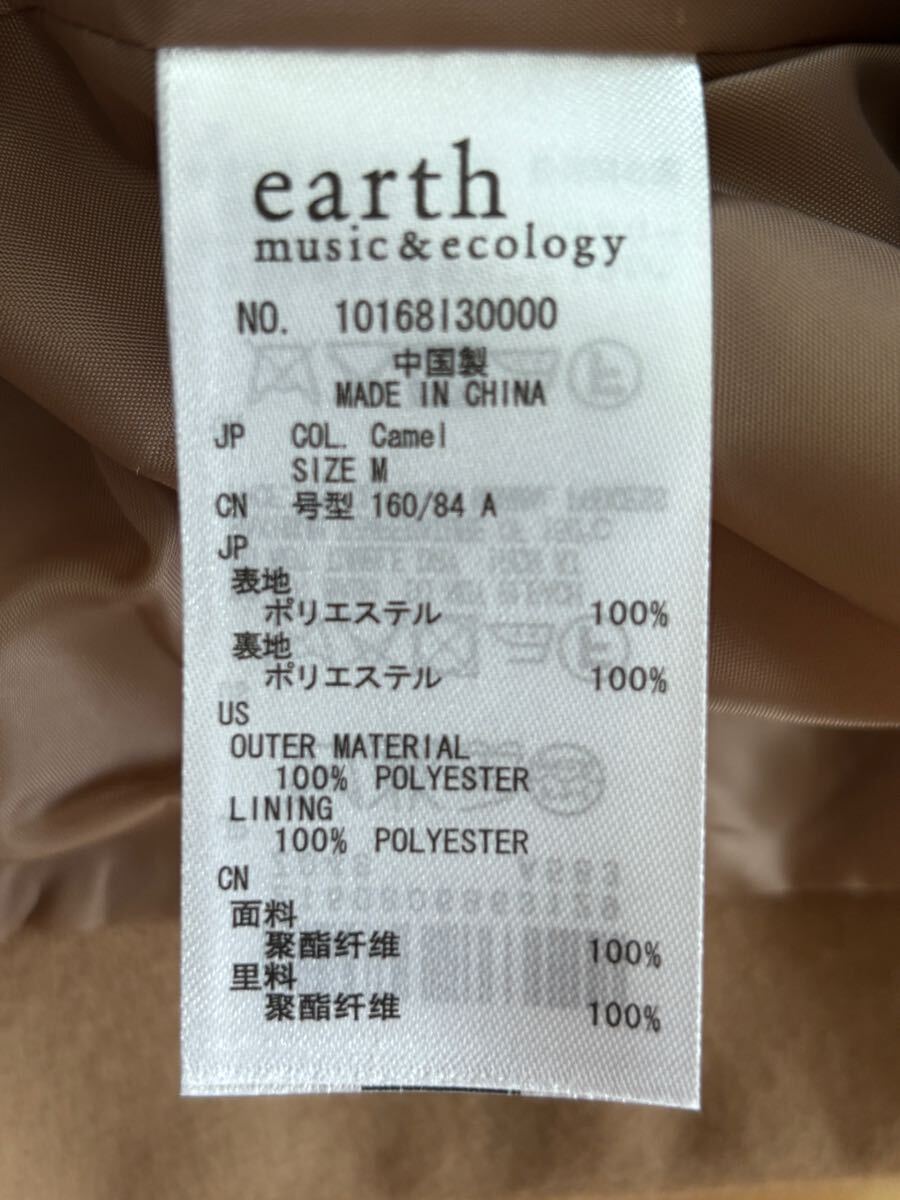 earth
music & ecology
NO. 10168I30000
中国製
MADE IN CHINA
JP COL. Camel
SIZE M
CN 号型 160/84 A
JP
表地
ポリエステル 100%
裏地
ポリエステル 100%
US
OUTER MATERIAL
100% POLYESTER
LINING
100% POLYESTER
CN
面料
聚酯纤维 100%
里料
聚酯纤维 100%